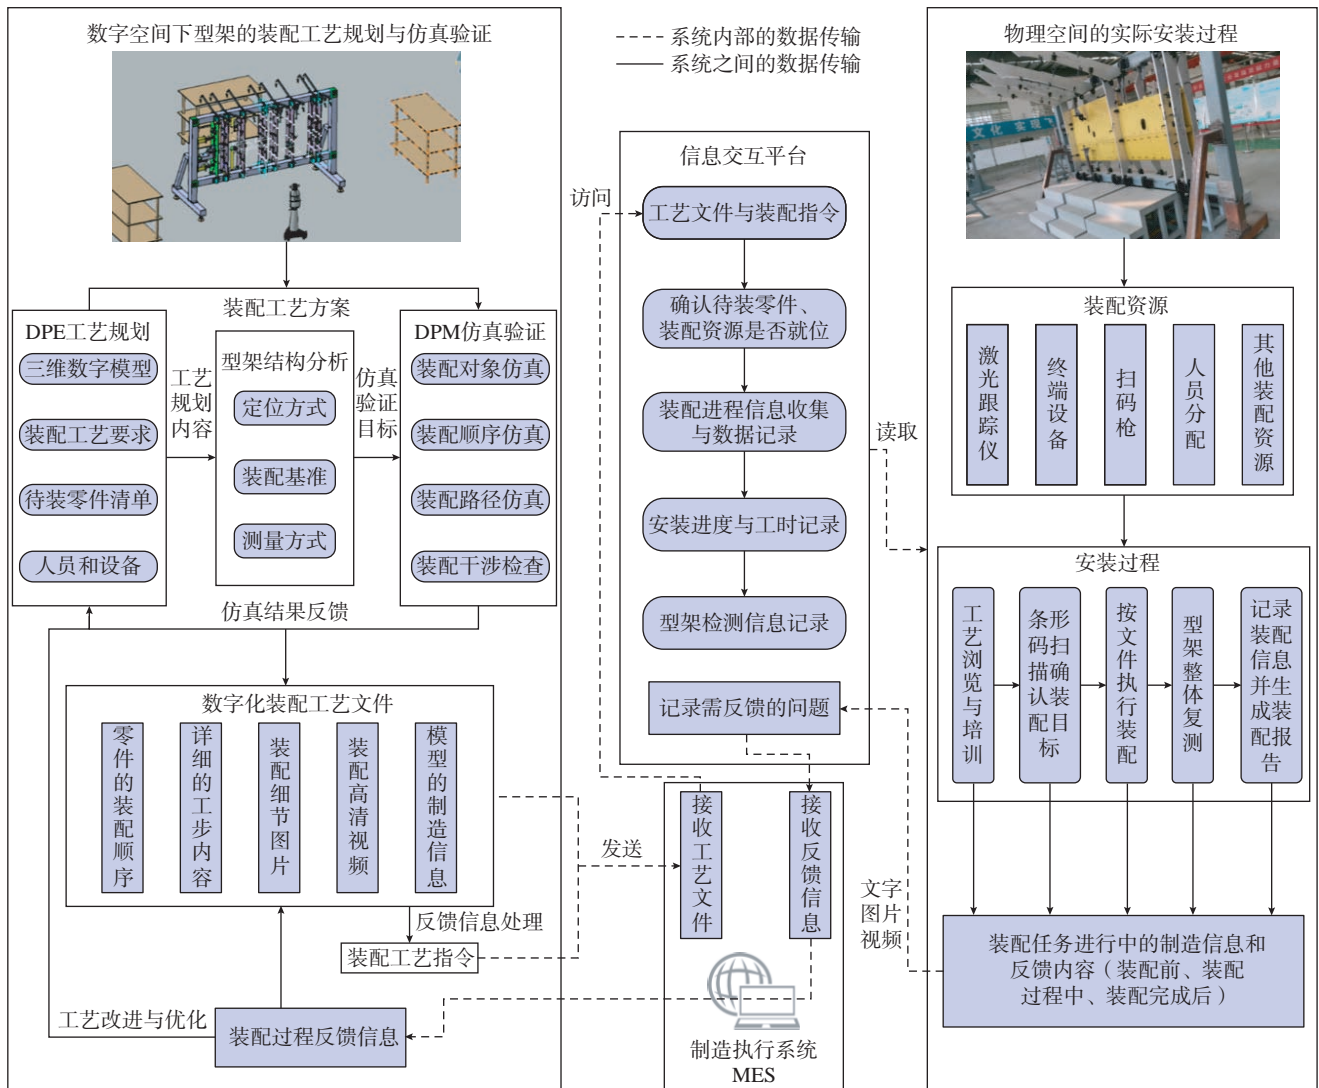 数字空间下型架的装配工艺规划与仿真验证
装配工艺方案
DPE工艺规划
三维数字模型
装配工艺要求
待装零件清单
人员和设备
工艺
规划
内容
型架结构分析
定位方式
装配基准
测量方式
仿真
验证
目标
DPM仿真验证
装配对象仿真
装配顺序仿真
装配路径仿真
装配干涉检查
仿真结果反馈
数字化装配工艺文件
零件的装配顺序
详细的工步内容
装配细节图片
装配高清视频
模型的制造信息
反馈信息处理
装配工艺指令
工艺改进与优化
装配过程反馈信息
系统内部的数据传输
系统之间的数据传输
信息交互平台
访问
工艺文件与装配指令
确认待装零件、
装配资源是否就位
装配进程信息收集
与数据记录
安装进度与工时记录
型架检测信息记录
记录需反馈的问题
读取
发送
接收工艺文件
接收反馈信息
制造执行系统
MES
文字
图片
视频
物理空间的实际安装过程
文化 实现
装配资源
激光跟踪仪
终端设备
扫码枪
人员分配
其他装配资源
安装过程
工艺浏览与培训
条形码扫描确认装配目标
按文件执行装配
型架整体复测
记录装配信息并生成装配报告
装配任务进行中的制造信息和
反馈内容（装配前、装配
过程中、装配完成后）